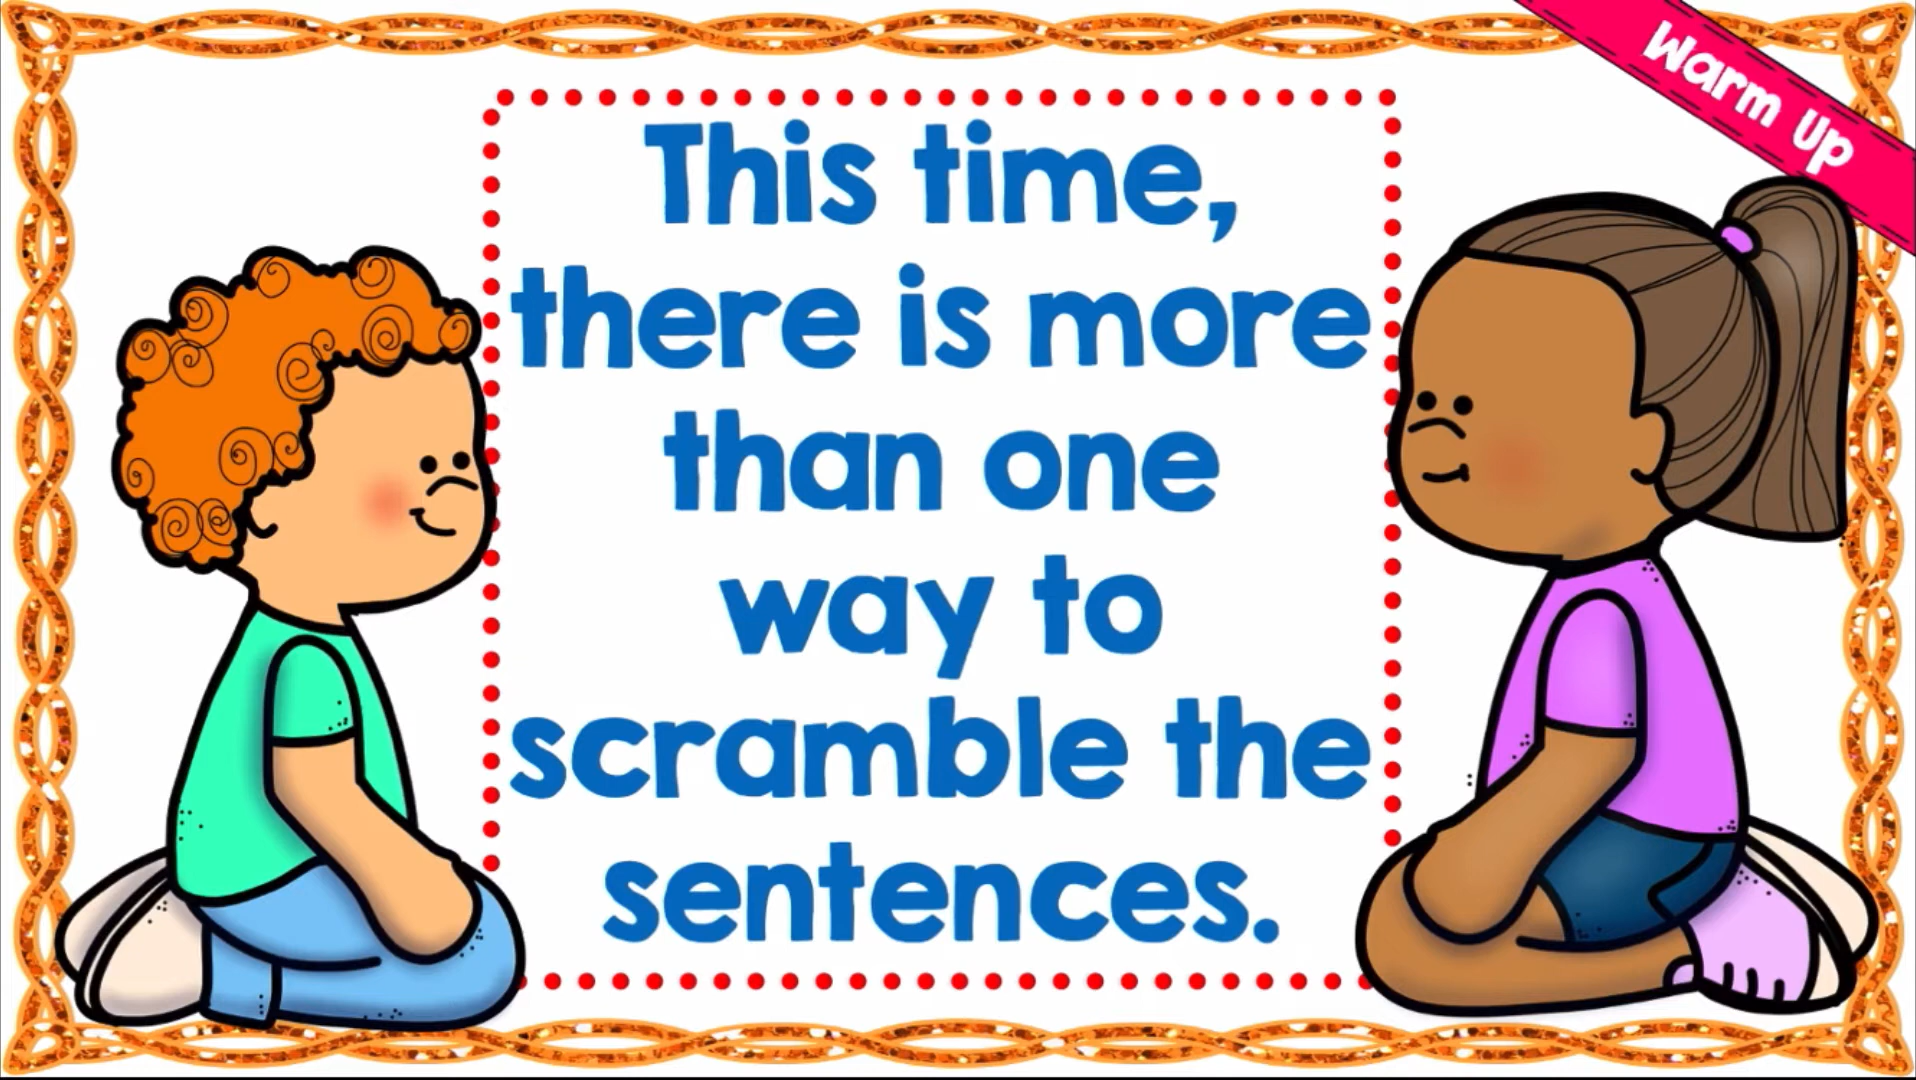 Warm Up
This time,
there is more
than one
way to
scramble the
sentences.